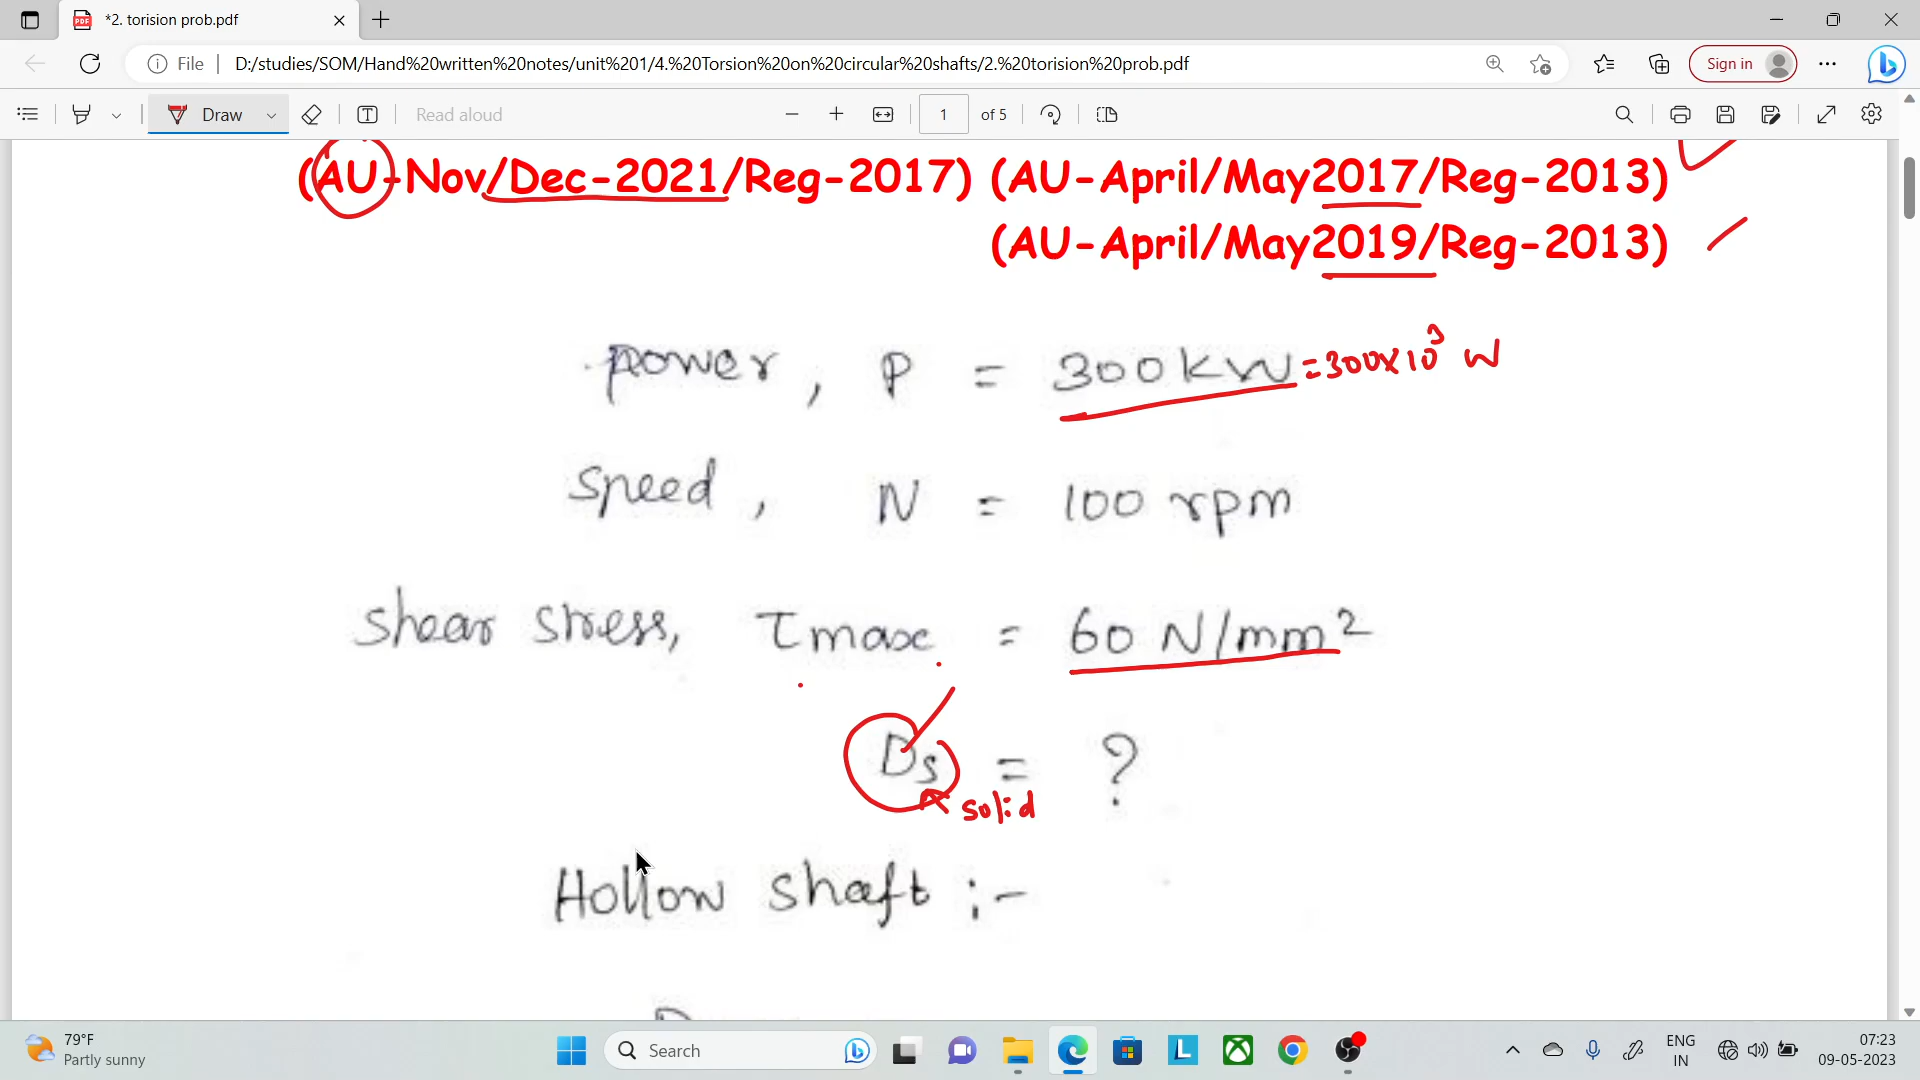 *2. torision prob.pdf
File D:/studies/SOM/Hand%20written%20notes/unit%201/4.%20Torsion%20on%20circular%20shafts/2.%20torision%20prob.pdf
Sign in
Draw Read aloud 1 of 5
(AU-Nov/Dec-2021/Reg-2017) (AU-April/May2017/Reg-2013)
(AU-April/May2019/Reg-2013)
power, P = 300 kW = 300x10³ W
Speed, N = 100 rpm
Shear stress, τmax = 60 N/mm²
Ds = ?
solid
Hollow shaft :-
79°F
Partly sunny
Search
ENG
IN
07:23
09-05-2023